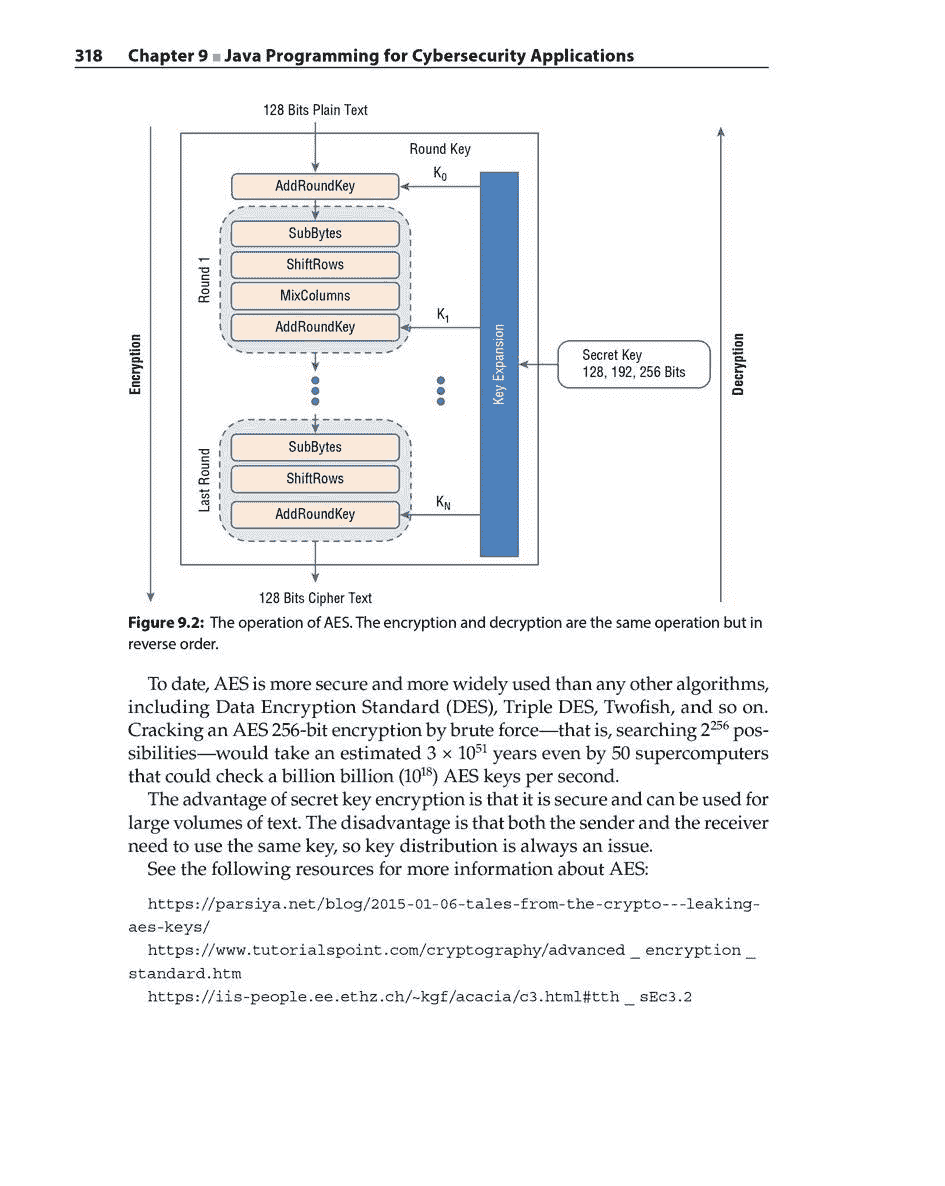 318 Chapter 9 ■ Java Programming for Cybersecurity Applications
128 Bits Plain Text
Round Key
K0
AddRoundKey
SubBytes
ShiftRows
MixColumns
AddRoundKey
Round 1
K1
Encryption
Key Expansion
Secret Key
128, 192, 256 Bits
Decryption
SubBytes
ShiftRows
AddRoundKey
Last Round
KN
128 Bits Cipher Text
Figure 9.2: The operation of AES. The encryption and decryption are the same operation but in
reverse order.
To date, AES is more secure and more widely used than any other algorithms,
including Data Encryption Standard (DES), Triple DES, Twofish, and so on.
Cracking an AES 256-bit encryption by brute force—that is, searching 2²⁵⁶ pos-
sibilities—would take an estimated 3 × 10⁵¹ years even by 50 supercomputers
that could check a billion billion (10¹⁸) AES keys per second.
The advantage of secret key encryption is that it is secure and can be used for
large volumes of text. The disadvantage is that both the sender and the receiver
need to use the same key, so key distribution is always an issue.
See the following resources for more information about AES:
https://parsiya.net/blog/2015-01-06-tales-from-the-crypto---leaking-
aes-keys/
https://www.tutorialspoint.com/cryptography/advanced _ encryption _
standard.htm
https://iis-people.ee.ethz.ch/~kgf/acacia/c3.html#tth _ sEc3.2